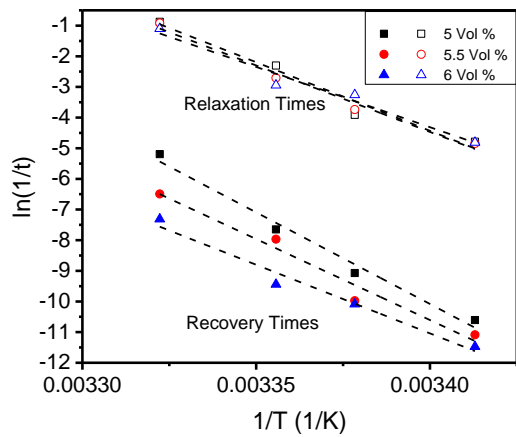 -1
-2
-3
-4
-5
-6
-7
-8
-9
-10
-11
-12
ln(1/t)
5 Vol %
5.5 Vol %
6 Vol %
Relaxation Times
Recovery Times
0.00330
0.00335
0.00340
1/T (1/K)